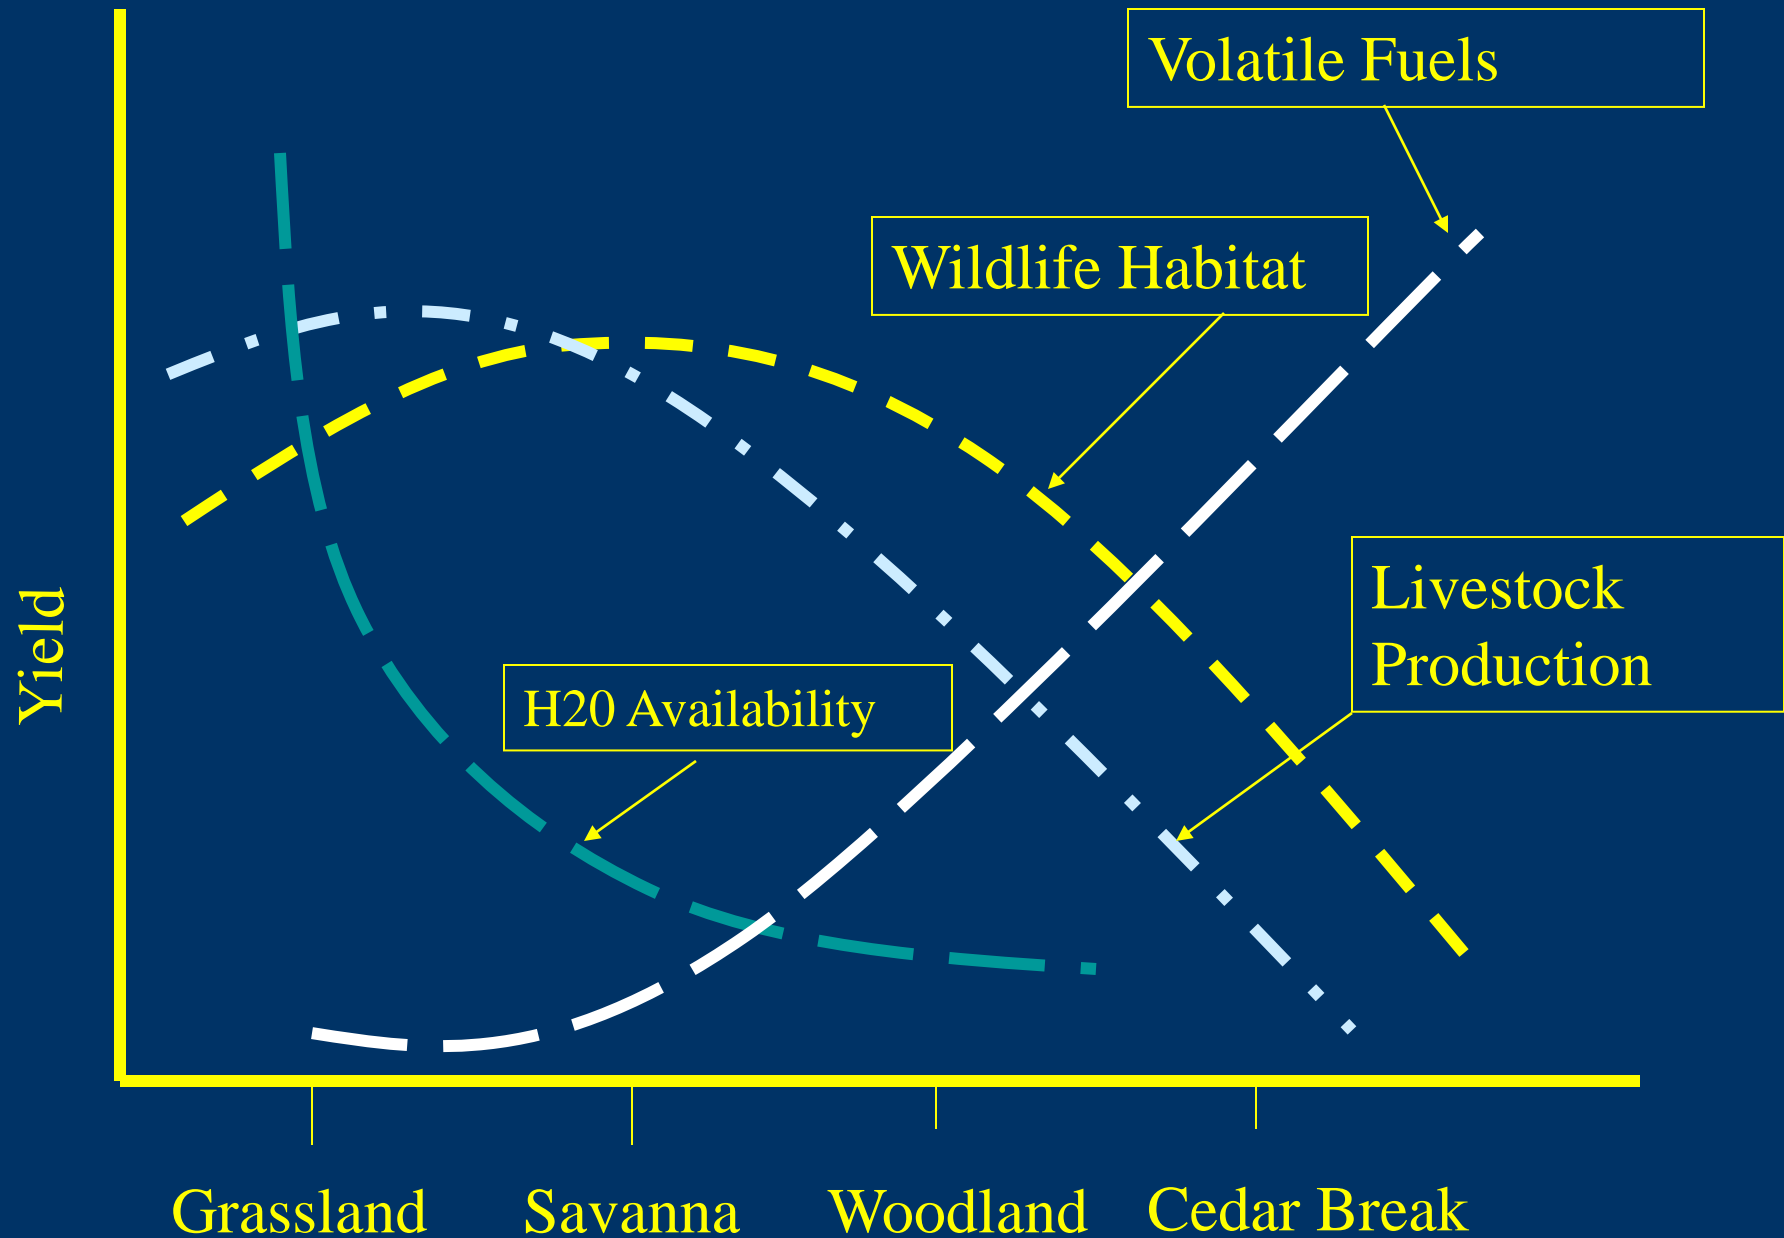 Volatile Fuels
Wildlife Habitat
Livestock
Production
H20 Availability
Yield
Grassland
Savanna
Woodland
Cedar Break